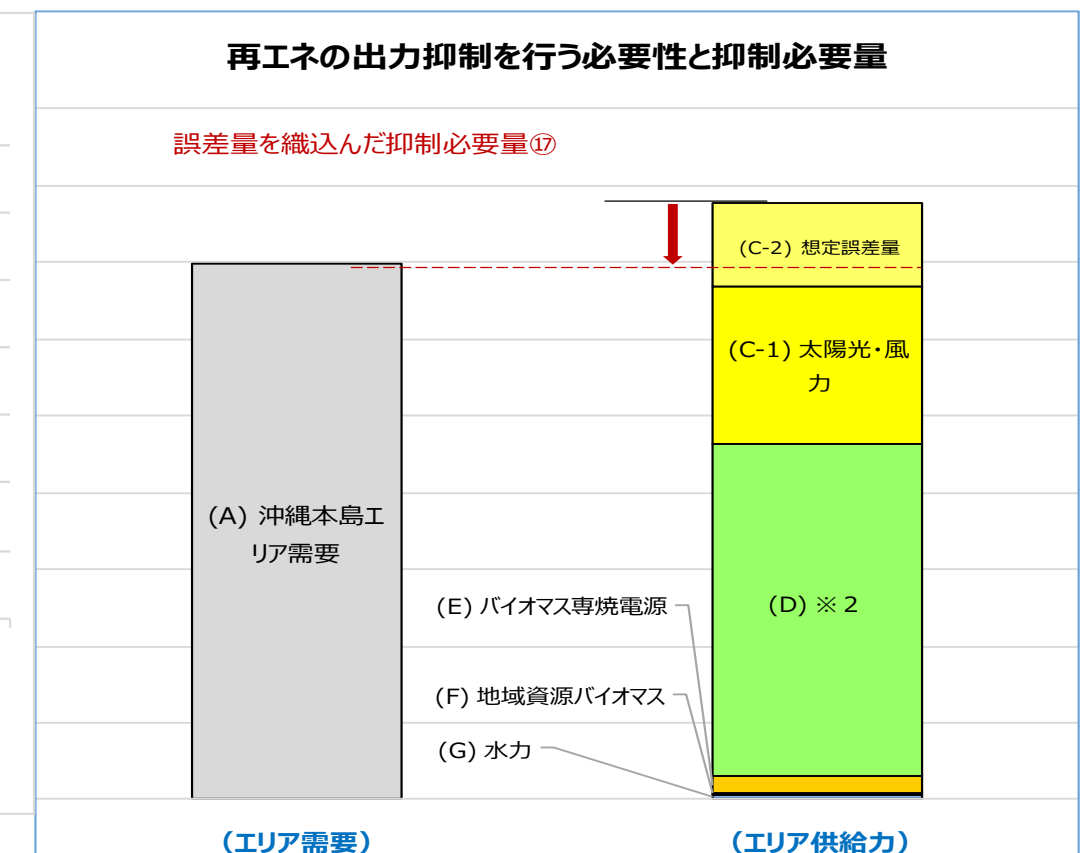 再エネの出力抑制を行う必要性と抑制必要量
誤差量を織込んだ抑制必要量⑰
(C-2) 想定誤差量
(C-1) 太陽光・風
力
(A) 沖縄本島エ
リア需要
(D) ※２
(E) バイオマス専焼電源
(F) 地域資源バイオマス
(G) 水力
（エリア需要）
（エリア供給力）